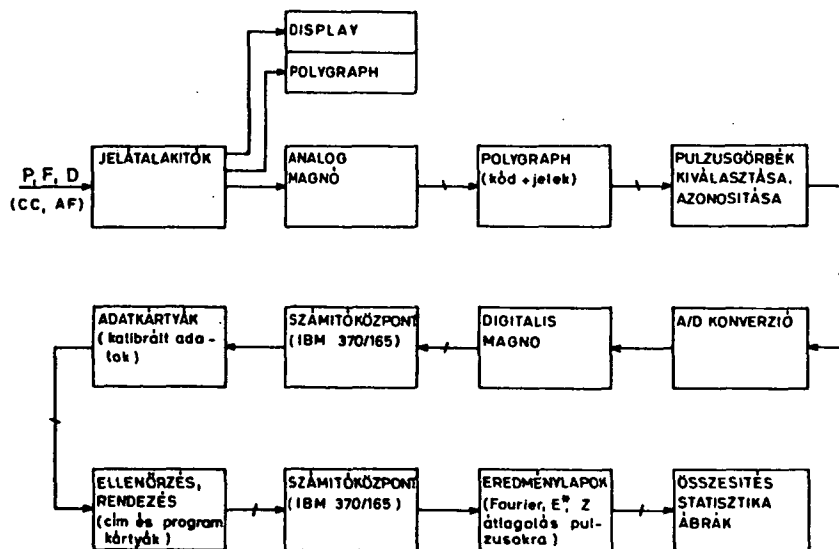 DISPLAY
POLYGRAPH
P, F, D
(CC, AF)
JELÁTALAKITÓK
ANALOG
MAGNÓ
POLYGRAPH
(kód + jelek)
PULZUSGÖRBÉK
KIVÁLASZTÁSA,
AZONOSITÁSA
ADATKÁRTYÁK
(kalibrált ada-
tok)
SZÁMITÓKÖZPONT
(IBM 370/165)
DIGITALIS
MAGNO
A/D KONVERZIÓ
ELLENŐRZÉS,
RENDEZÉS
(cím és program
kártyák)
SZÁMITÓKÖZPONT
(IBM 370/165)
EREDMÉNYLAPOK
(Fourier, E*, Z
átlagolás pul-
zusokra)
ÖSSZESITÉS
STATISZTIKA
ÁBRÁK